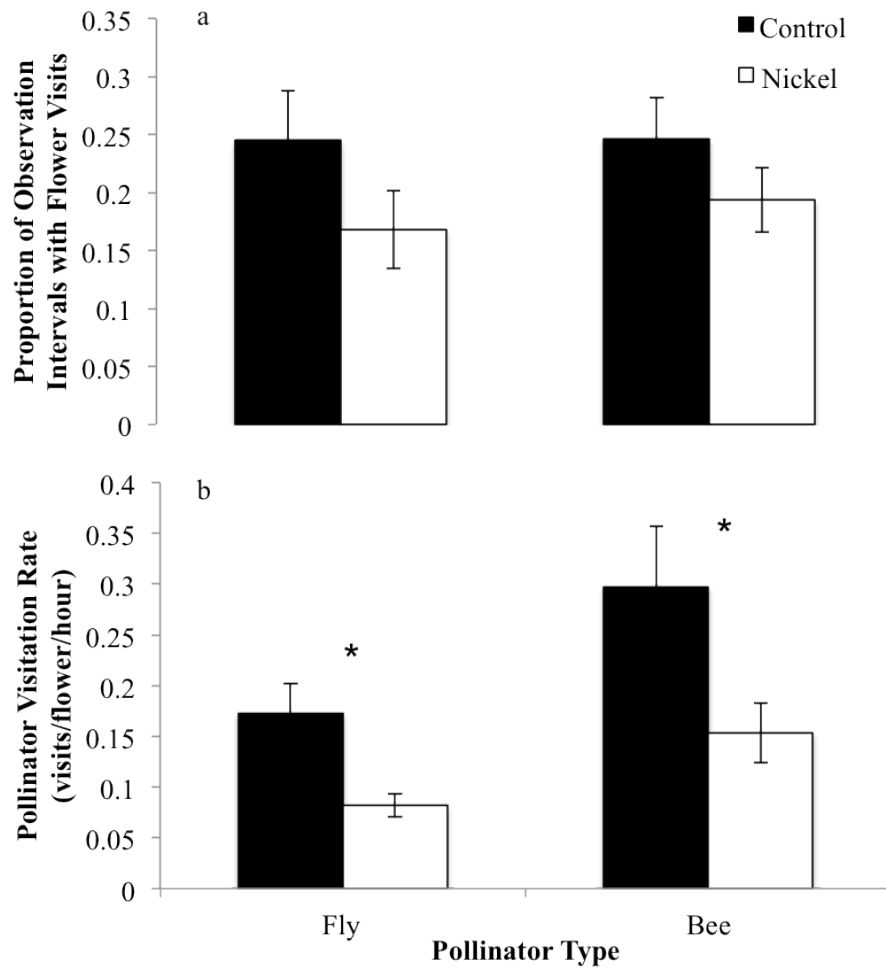 a
Control
Nickel
0.35
0.3
0.25
0.2
0.15
0.1
0.05
0
Proportion of Observation
Intervals with Flower Visits
b
0.4
0.35
0.3
0.25
0.2
0.15
0.1
0.05
0
Pollinator Visitation Rate
(visits/flower/hour)
*
*
Fly
Bee
Pollinator Type